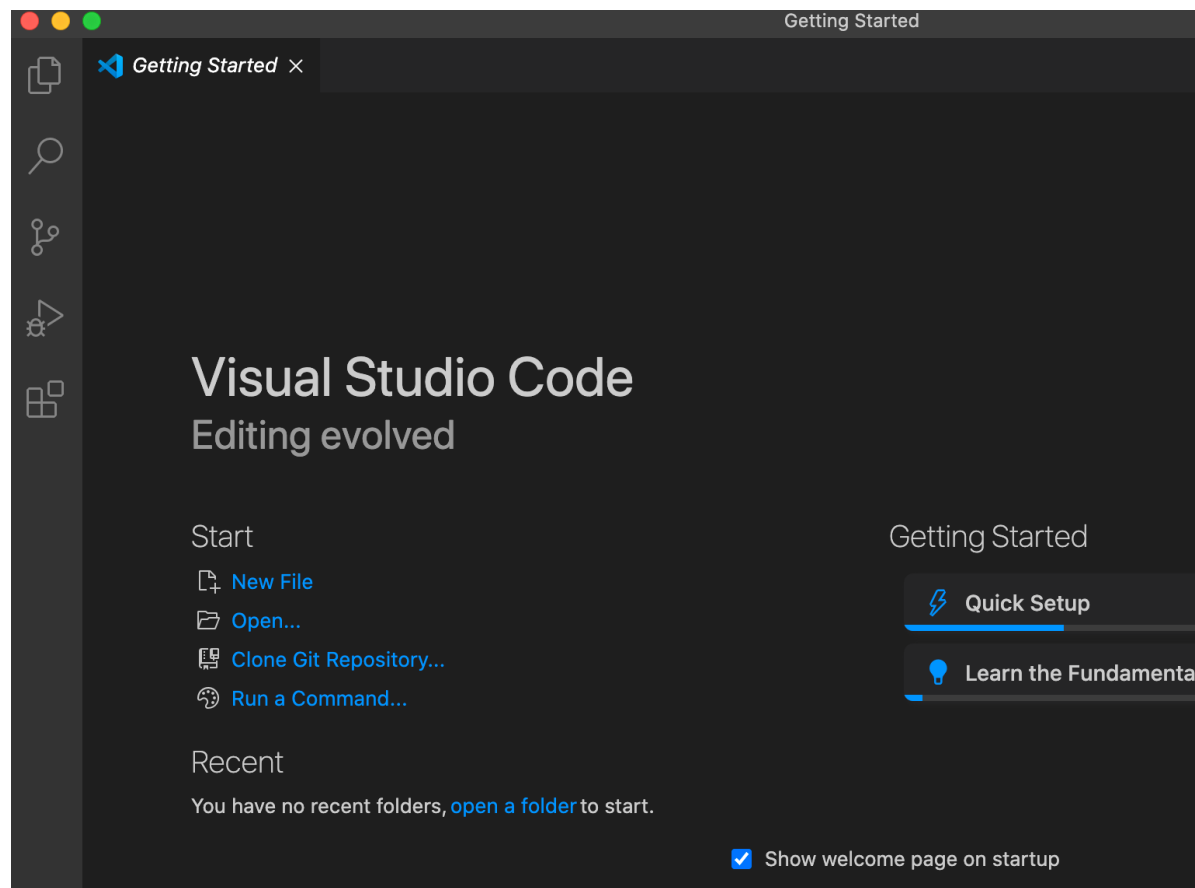 Getting Started
Getting Started
Visual Studio Code
Editing evolved
Start
New File
Open...
Clone Git Repository...
Run a Command...
Recent
You have no recent folders, open a folder to start.
Getting Started
Quick Setup
Learn the Fundamenta
Show welcome page on startup